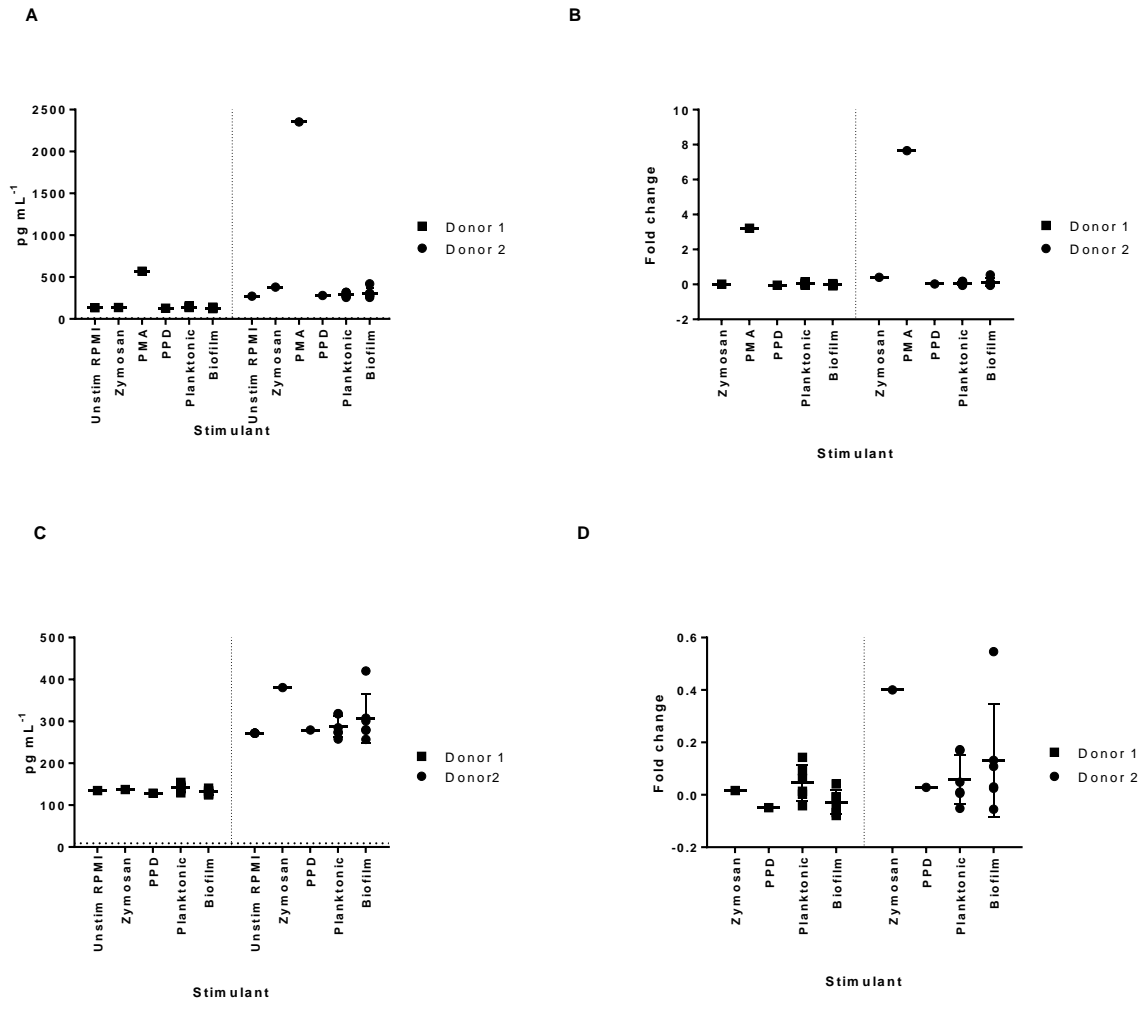 A
2500
2000
1500
1000
500
0
pg mL⁻¹
Unstim RPMI
Zymosan
PMA
PPD
Planktonic
Biofilm
Unstim RPMI
Zymosan
PMA
PPD
Planktonic
Biofilm
Stimulant
Donor 1
Donor 2
B
10
8
6
4
2
0
-2
Fold change
Zymosan
PMA
PPD
Planktonic
Biofilm
Zymosan
PMA
PPD
Planktonic
Biofilm
Stimulant
Donor 1
Donor 2
C
500
400
300
200
100
0
pg mL⁻¹
Unstim RPMI
Zymosan
PPD
Planktonic
Biofilm
Unstim RPMI
Zymosan
PPD
Planktonic
Biofilm
Stimulant
Donor 1
Donor2
D
0.6
0.4
0.2
0.0
-0.2
Fold change
Zymosan
PPD
Planktonic
Biofilm
Zymosan
PPD
Planktonic
Biofilm
Stimulant
Donor 1
Donor 2